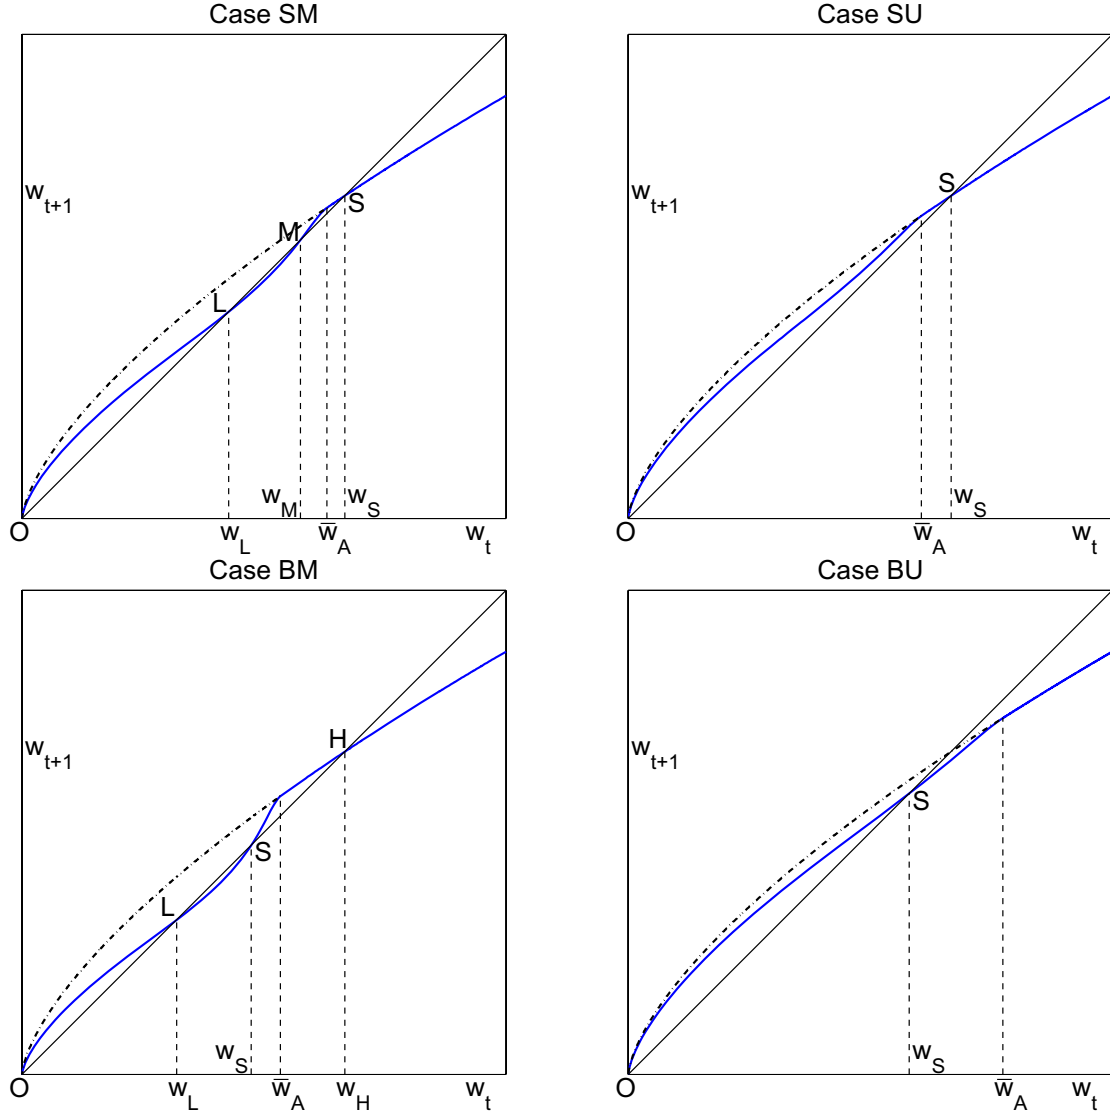 Case SM
w_{t+1}
S
M
L
w_M
w_S
O
w_L
w̅_A
w_t
Case SU
w_{t+1}
S
w_S
O
w̅_A
w_t
Case BM
w_{t+1}
H
S
L
w_S
O
w_L
w̅_A
w_H
w_t
Case BU
w_{t+1}
S
w_S
O
w̅_A
w_t